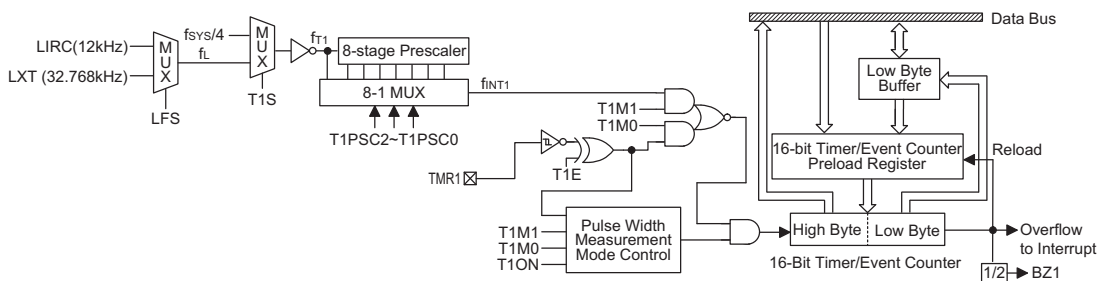 Data Bus
LIRC(12kHz)
LXT (32.768kHz)
MUX
LFS
fSYS/4
fL
MUX
T1S
fT1
8-stage Prescaler
8-1 MUX
T1PSC2~T1PSC0
fINT1
T1M1
T1M0
TMR1
T1E
T1M1
T1M0
T1ON
Pulse Width
Measurement
Mode Control
Low Byte
Buffer
16-bit Timer/Event Counter
Preload Register
Reload
High Byte
Low Byte
16-Bit Timer/Event Counter
Overflow
to Interrupt
1/2
BZ1